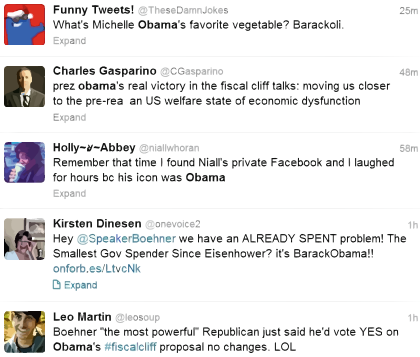 Funny Tweets! @TheseDamnJokes 25m
What's Michelle Obama's favorite vegetable? Barackoli.
Expand
Charles Gasparino @CGasparino 48m
prez obama's real victory in the fiscal cliff talks: moving us closer
to the pre-rea an US welfare state of economic dysfunction
Expand
Holly~𝓃~Abbey @niallwhoran 58m
Remember that time I found Niall's private Facebook and I laughed
for hours bc his icon was Obama
Expand
Kirsten Dinesen @onevoice2 1h
Hey @SpeakerBoehner we have an ALREADY SPENT problem! The
Smallest Gov Spender Since Eisenhower? it's BarackObama!!
onforb.es/LtvcNk
Expand
Leo Martin @leosoup 1h
Boehner "the most powerful" Republican just said he'd vote YES on
Obama's #fiscalcliff proposal no changes. LOL